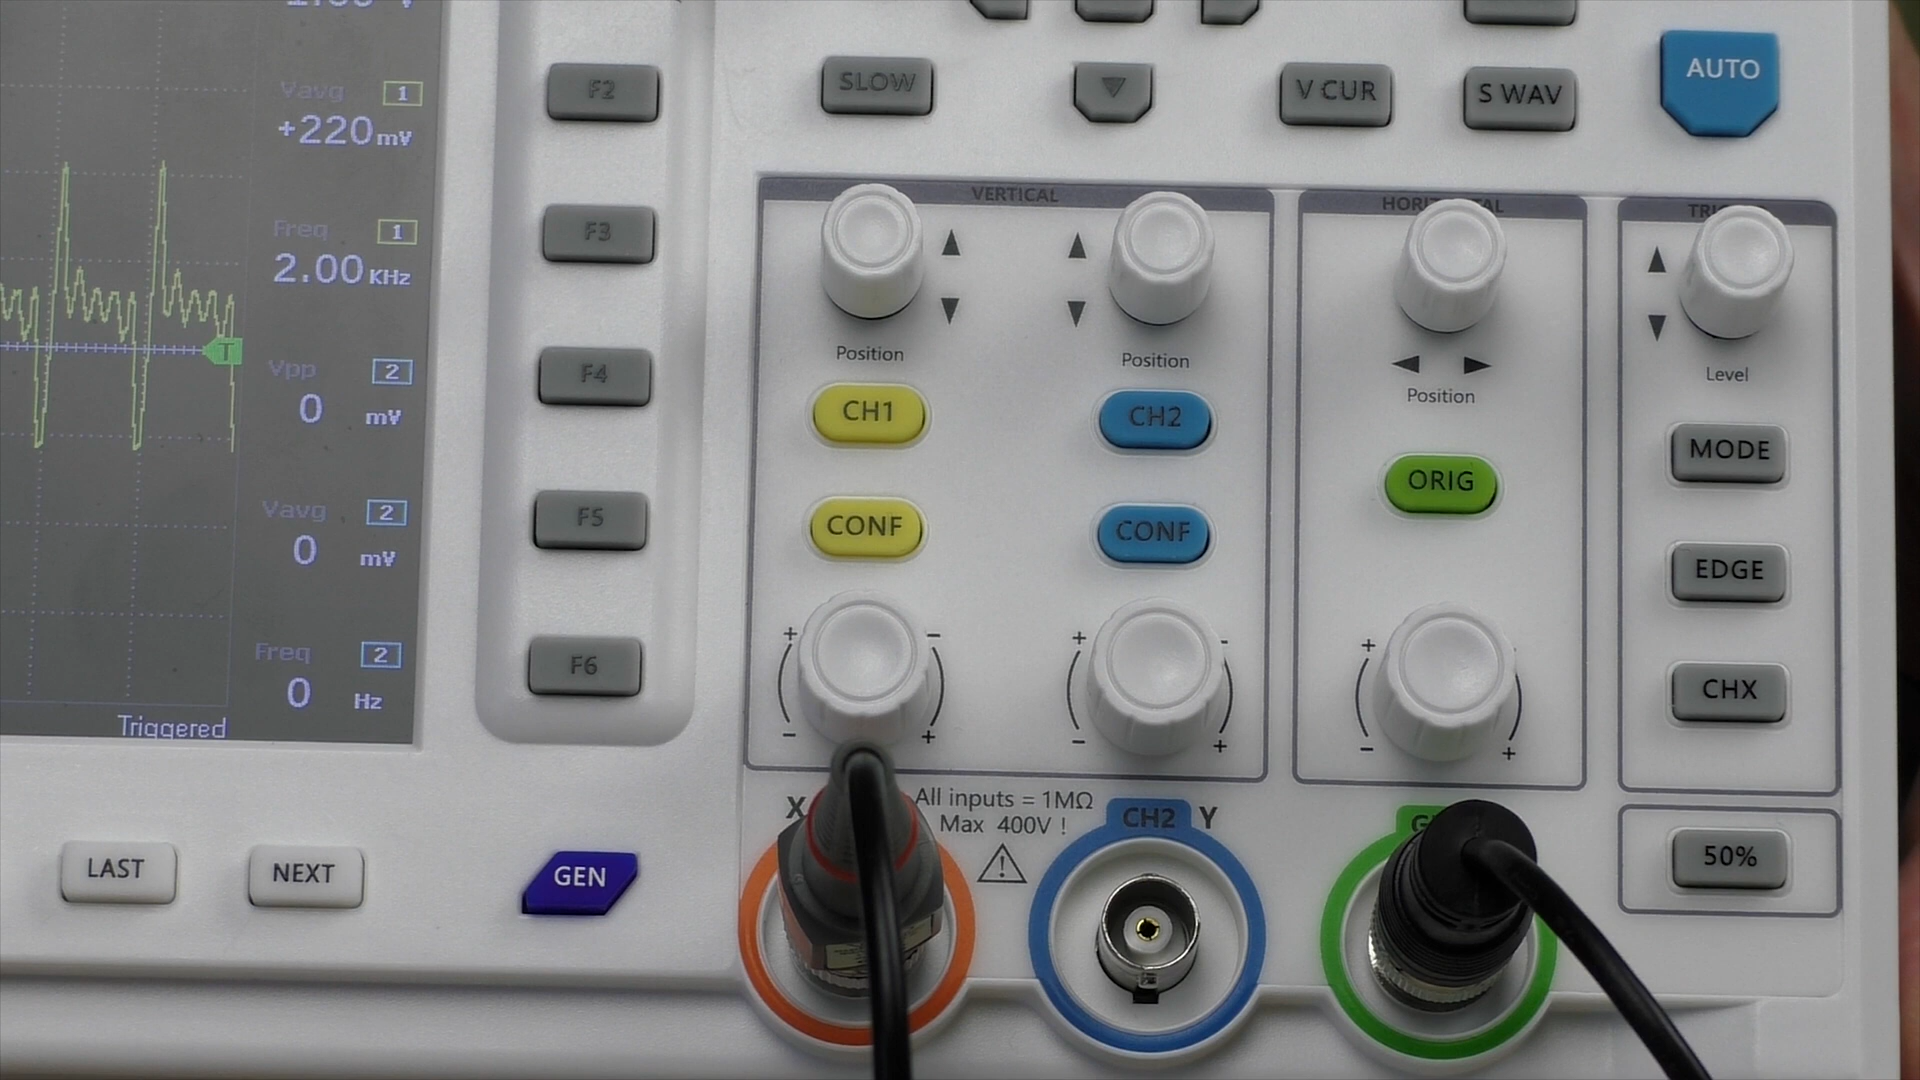 Vavg 1
+220mV
Freq 1
2.00KHz
Vpp 2
0 mV
Vavg 2
0 mV
Freq 2
0 Hz
Triggered
T
F2
F3
F4
F5
F6
SLOW
V CUR
S WAV
AUTO
VERTICAL
Position
Position
CH1
CH2
CONF
CONF
+ -
- +
+ -
- +
Position
ORIG
+
- +
Level
MODE
EDGE
CHX
50%
LAST
NEXT
GEN
X
All inputs = 1MΩ
Max 400V !
CH2 Y